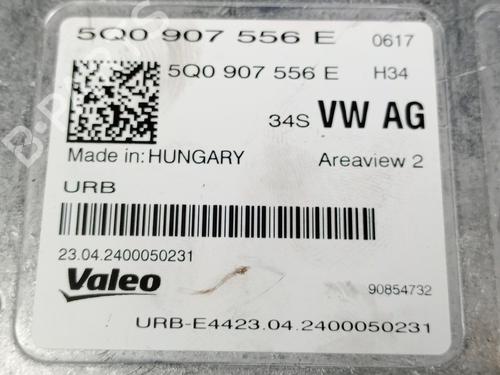 5Q0 907 556 E 0617
5Q0 907 556 E H34
34S VW AG
Made in: HUNGARY Areaview 2
URB
23.04.2400050231
Valeo 90854732
URB-E4423.04.2400050231
B-PARTS